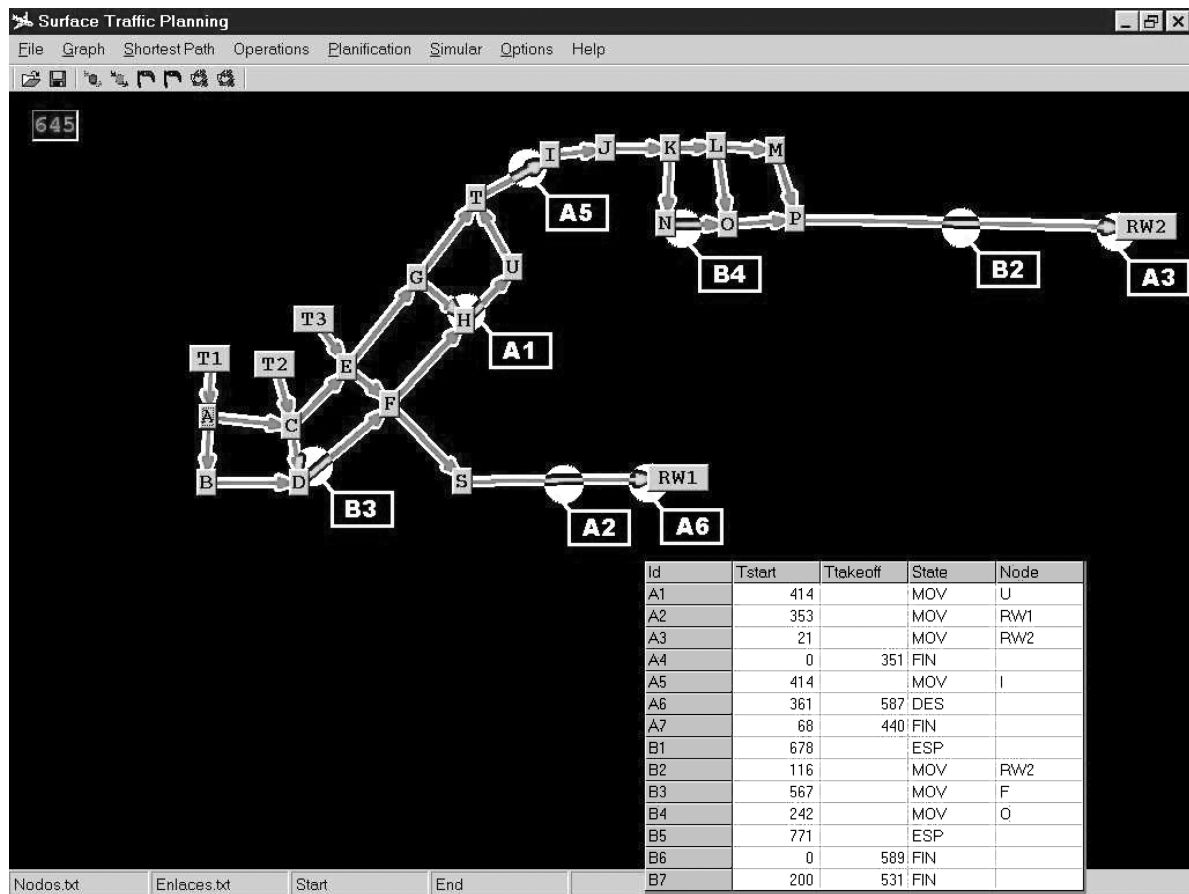 Surface Traffic Planning
File Graph Shortest Path Operations Planification Simular Options Help
645
I J K L M
T
A5
N O P RW2
B4 B2 A3
G U
T3 H
A1
T1 T2 E
A C F
B D S RW1
B3 A2 A6
Id Tstart Ttakeoff State Node
A1 414 MOV U
A2 353 MOV RW1
A3 21 MOV RW2
A4 0 351 FIN
A5 414 MOV I
A6 361 587 DES
A7 68 440 FIN
B1 678 ESP
B2 116 MOV RW2
B3 567 MOV F
B4 242 MOV O
B5 771 ESP
B6 0 589 FIN
B7 200 531 FIN
Nodos.txt Enlaces.txt Start End